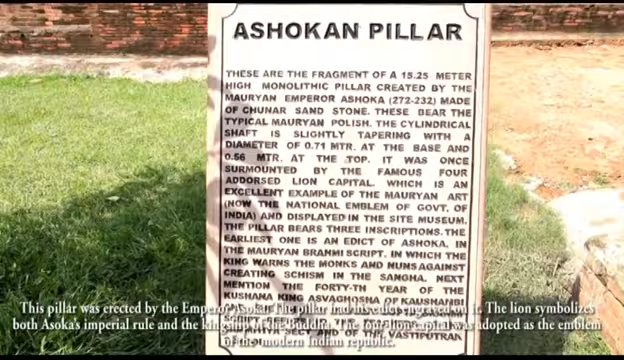 ASHOKAN PILLAR
THESE ARE THE FRAGMENT OF A 15.25 METER
HIGH MONOLITHIC PILLAR CREATED BY THE
MAURYAN EMPEROR ASHOKA (272-232) MADE
OF CHUNAR SAND STONE. THESE BEAR THE
TYPICAL MAURYAN POLISH. THE CYLINDRICAL
SHAFT IS SLIGHTLY TAPERING WITH A
DIAMETER OF 0.71 MTR. AT THE BASE AND
0.56 MTR. AT THE TOP. IT WAS ONCE
SURMOUNTED BY THE FAMOUS FOUR
ADDORSED LION CAPITAL. WHICH IS AN
EXCELLENT EXAMPLE OF THE MAURYAN ART
(NOW THE NATIONAL EMBLEM OF GOVT. OF
INDIA) AND DISPLAYED IN THE SITE MUSEUM.
THE PILLAR BEARS THREE INSCRIPTIONS. THE
EARLIEST ONE IS AN EDICT OF ASHOKA, IN
THE MAURYAN BRAHMI SCRIPT. IN WHICH THE
KING WARNS THE MONKS AND NUNS AGAINST
CREATING SCHISM IN THE SANGHA. NEXT
MENTION THE FORTY-TH YEAR OF THE
KUSHANA KING ASVAGHOSHA OF KAUSHAMBI
This pillar was erected by the Emperor Asoka. The pillar had his edict engraved on it. The lion symbolizes
both Asoka's imperial rule and the kingship of the Buddha. The four lion capital was adopted as the emblem
of the modern Indian republic.
SCRIPT
SECT AND OF THE VASTIPUTRAN